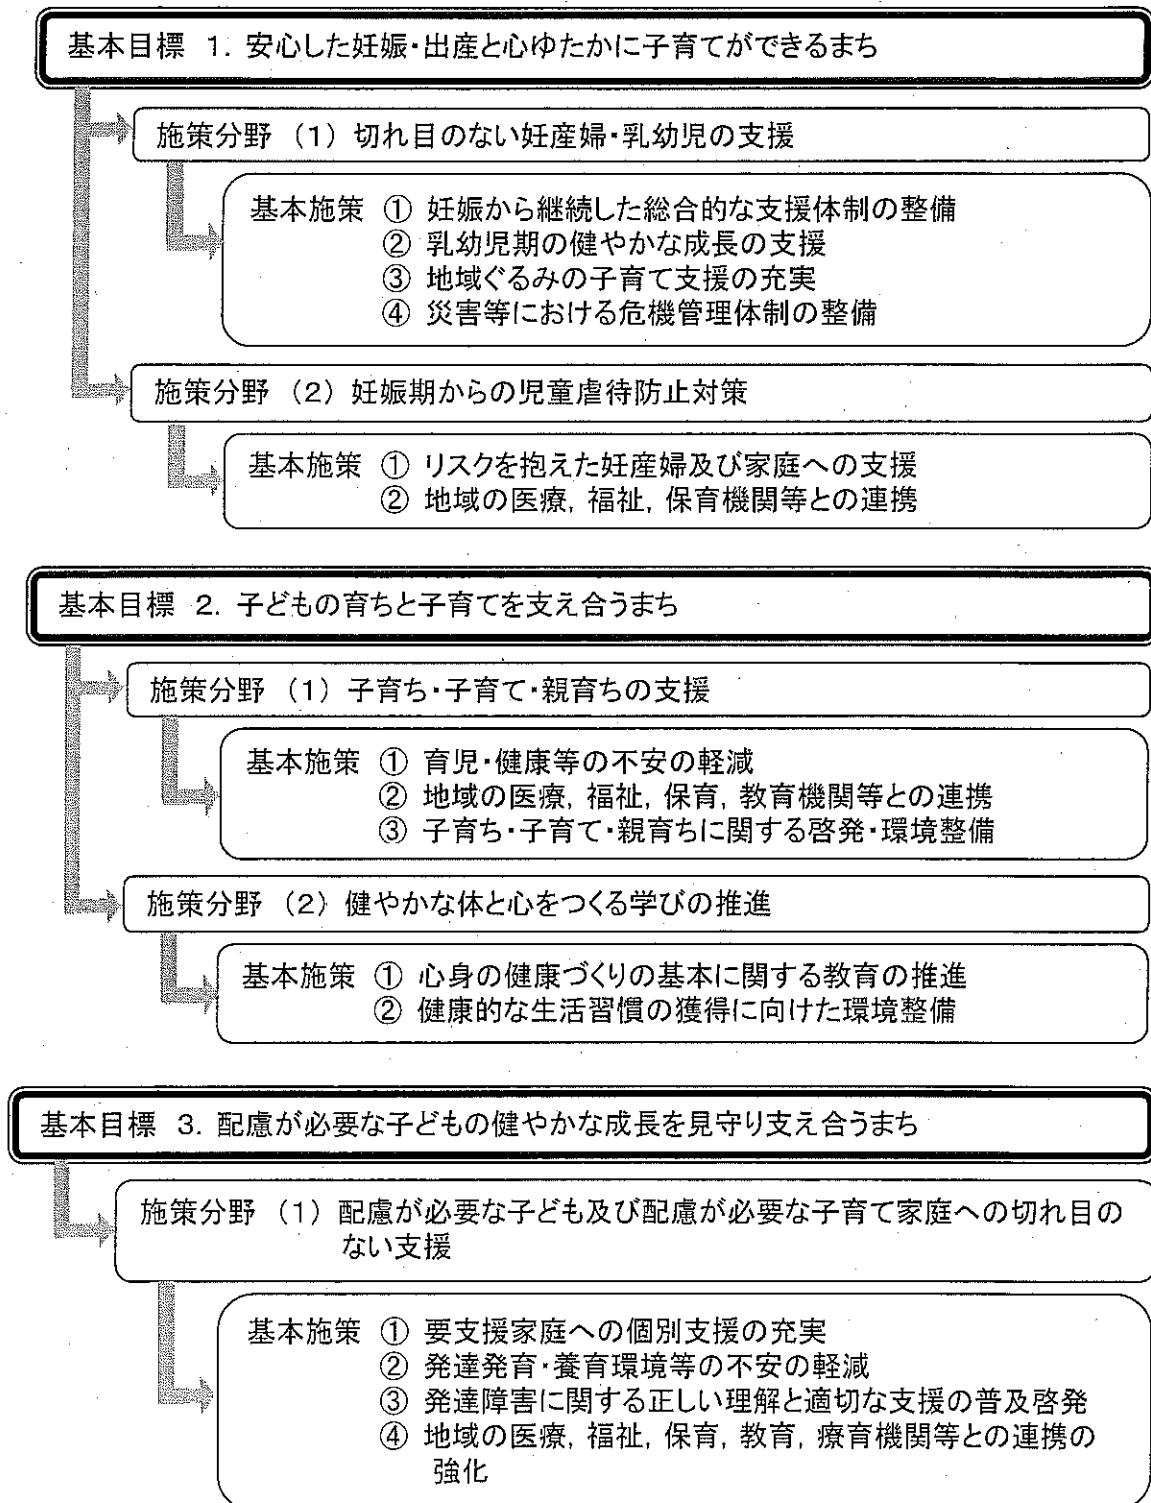 基本目標 1. 安心した妊娠・出産と心ゆたかに子育てができるまち
施策分野 （1）切れ目のない妊産婦・乳幼児の支援
基本施策 ① 妊娠から継続した総合的な支援体制の整備
② 乳幼児期の健やかな成長の支援
③ 地域ぐるみの子育て支援の充実
④ 災害等における危機管理体制の整備
施策分野 （2）妊娠期からの児童虐待防止対策
基本施策 ① リスクを抱えた妊産婦及び家庭への支援
② 地域の医療, 福祉, 保育機関等との連携
基本目標 2. 子どもの育ちと子育てを支え合うまち
施策分野 （1）子育ち・子育て・親育ちの支援
基本施策 ① 育児・健康等の不安の軽減
② 地域の医療, 福祉, 保育, 教育機関等との連携
③ 子育ち・子育て・親育ちに関する啓発・環境整備
施策分野 （2）健やかな体と心をつくる学びの推進
基本施策 ① 心身の健康づくりの基本に関する教育の推進
② 健康的な生活習慣の獲得に向けた環境整備
基本目標 3. 配慮が必要な子どもの健やかな成長を見守り支え合うまち
施策分野 （1）配慮が必要な子ども及び配慮が必要な子育て家庭への切れ目の
ない支援
基本施策 ① 要支援家庭への個別支援の充実
② 発達発育・養育環境等の不安の軽減
③ 発達障害に関する正しい理解と適切な支援の普及啓発
④ 地域の医療, 福祉, 保育, 教育, 療育機関等との連携の
強化